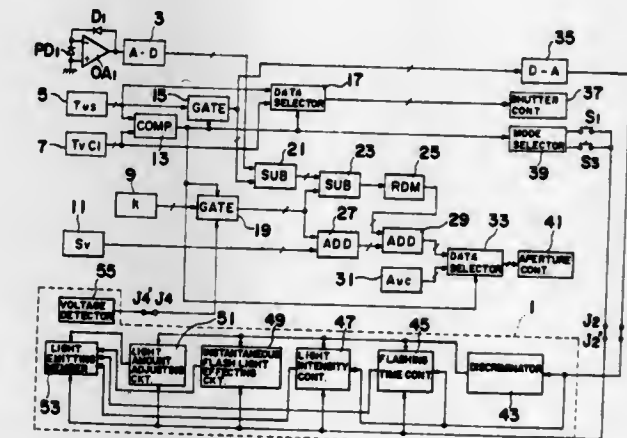 D1
3
PD1
A-D
OA1
35
D-A
17
5
Tvs
15
GATE
DATA SELECTOR
37
SHUTTER CONT.
7
TvCl
COMP
13
21
SUB
23
SUB
25
RDM
MODE SELECTOR
39
S1
S3
9
k
GATE
19
27
ADD
29
ADD
33
DATA SELECTOR
41
APERTURE CONT.
11
Sv
31
Avc
55
VOLTAGE DETECTOR
J4' J4
J2
J2'
1
51
49
47
45
LIGHT EMITTING MEMBER
53
LIGHT AMOUNT ADJUSTING CKT.
INSTANTANEOUS FLASH LIGHT EFFECTING CKT.
LIGHT INTENSITY CONT.
FLASHING TIME CONT.
DISCRIMINATOR
43